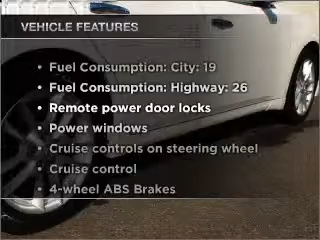 VEHICLE FEATURES
• Fuel Consumption: City: 19
• Fuel Consumption: Highway: 26
• Remote power door locks
• Power windows
• Cruise controls on steering wheel
• Cruise control
• 4-wheel ABS Brakes